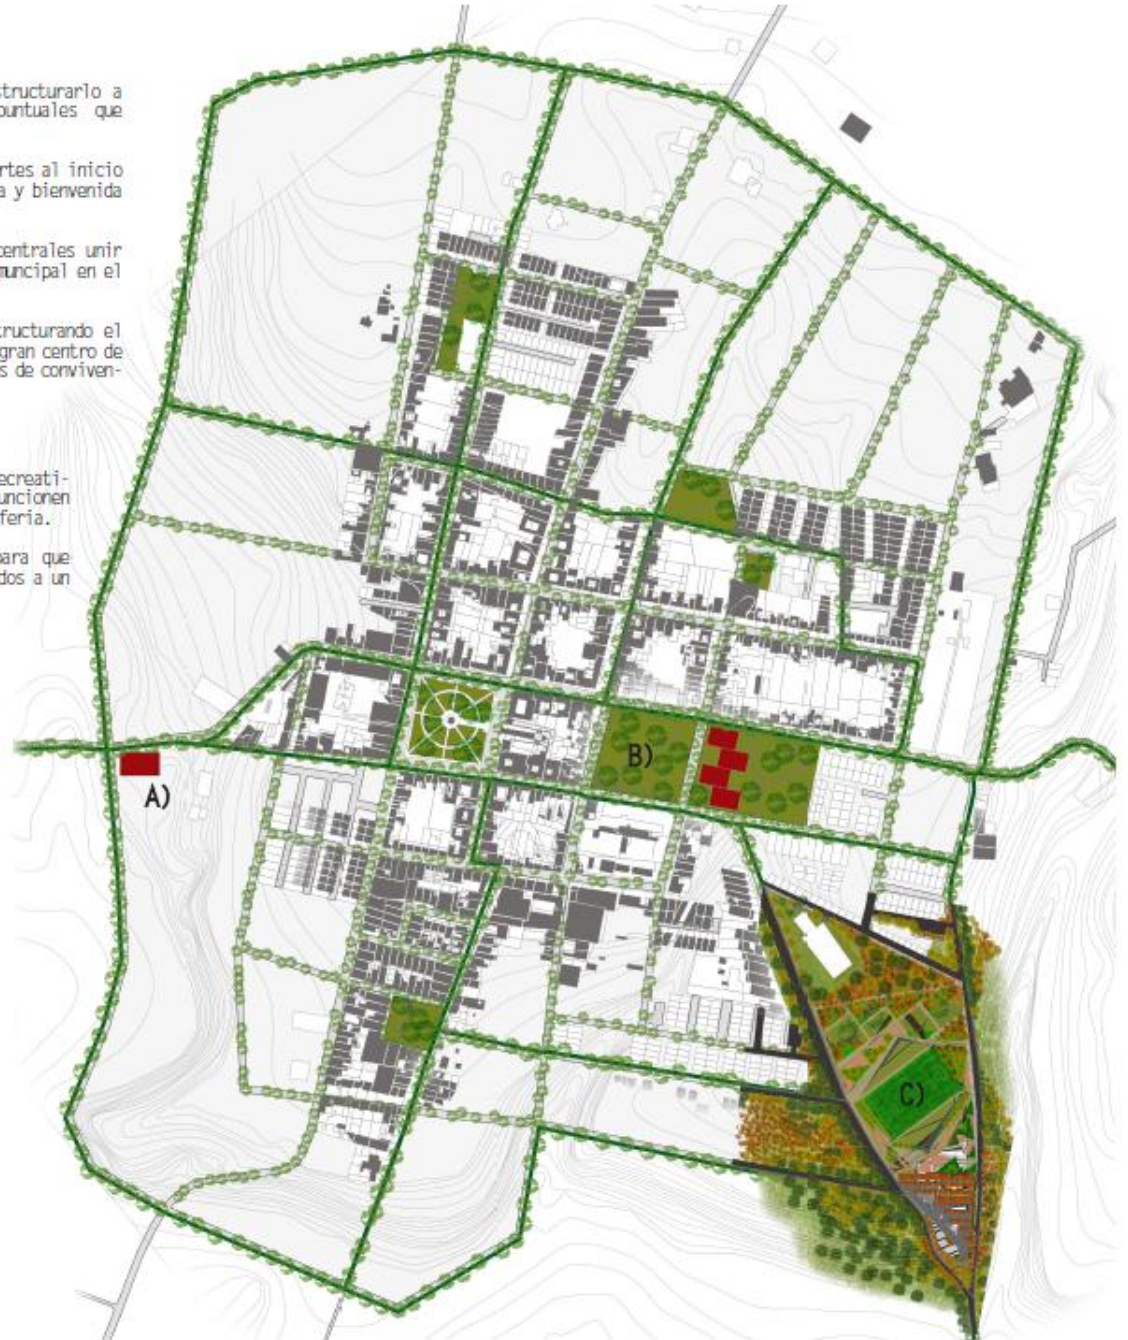 structurarlo a
puntuales que
rtes al inicio
a y bienvenida
centrales unir
muncipal en el
tructurando el
gran centro de
s de conviven-
ecreati-
uncionen
feria.
para que
dos a un
A)
B)
C)